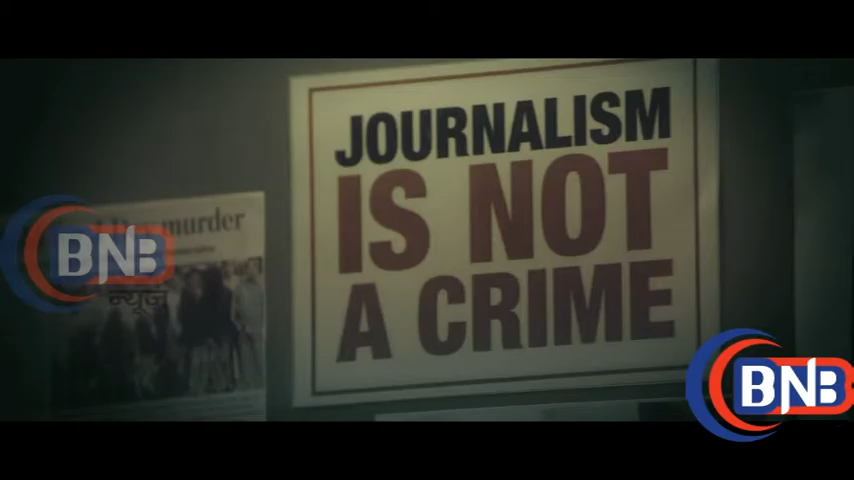 JOURNALISM
IS NOT
A CRIME
murder
BNB
न्यूज़
BNB